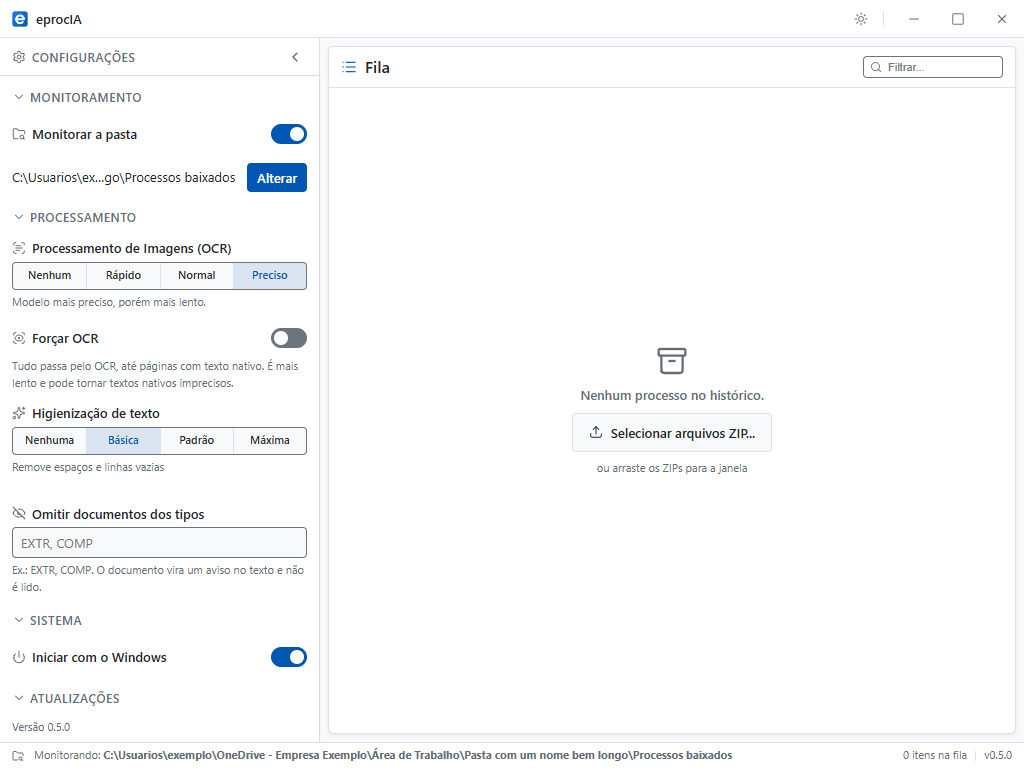 eprocIA
CONFIGURAÇÕES
MONITORAMENTO
Monitorar a pasta
C:\Usuarios\ex...go\Processos baixados
Alterar
PROCESSAMENTO
Processamento de Imagens (OCR)
Nenhum Rápido Normal Preciso
Modelo mais preciso, porém mais lento.
Forçar OCR
Tudo passa pelo OCR, até páginas com texto nativo. É mais
lento e pode tornar textos nativos imprecisos.
Higienização de texto
Nenhuma Básica Padrão Máxima
Remove espaços e linhas vazias
Omitir documentos dos tipos
EXTR, COMP
Ex.: EXTR, COMP. O documento vira um aviso no texto e não
é lido.
SISTEMA
Iniciar com o Windows
ATUALIZAÇÕES
Versão 0.5.0
Fila
Filtrar...
Nenhum processo no histórico.
Selecionar arquivos ZIP...
ou arraste os ZIPs para a janela
Monitorando: C:\Usuarios\exemplo\OneDrive - Empresa Exemplo\Área de Trabalho\Pasta com um nome bem longo\Processos baixados
0 itens na fila
v0.5.0